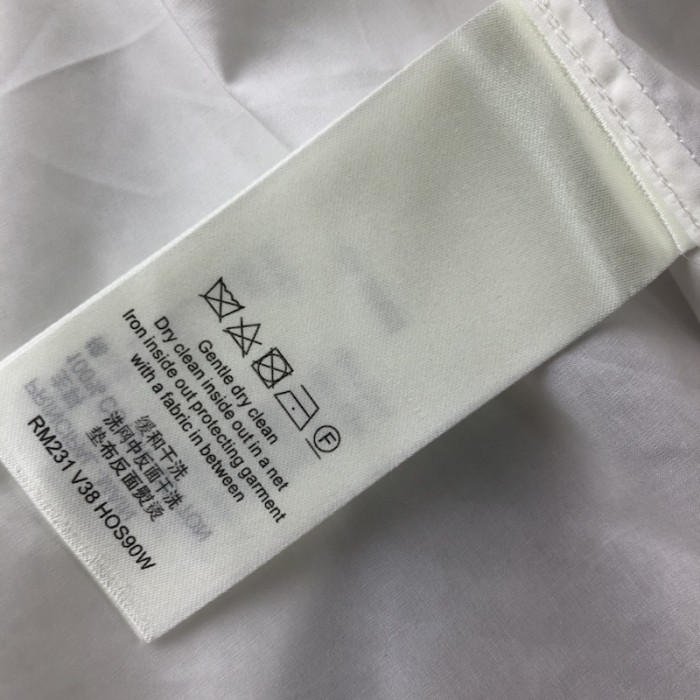 F
Gentle dry clean
Dry clean inside out in a net
Iron inside out protecting garment
with a fabric in between
缓和干洗
洗网中反面干洗
垫布反面熨烫
RM231 V38 HOS90W